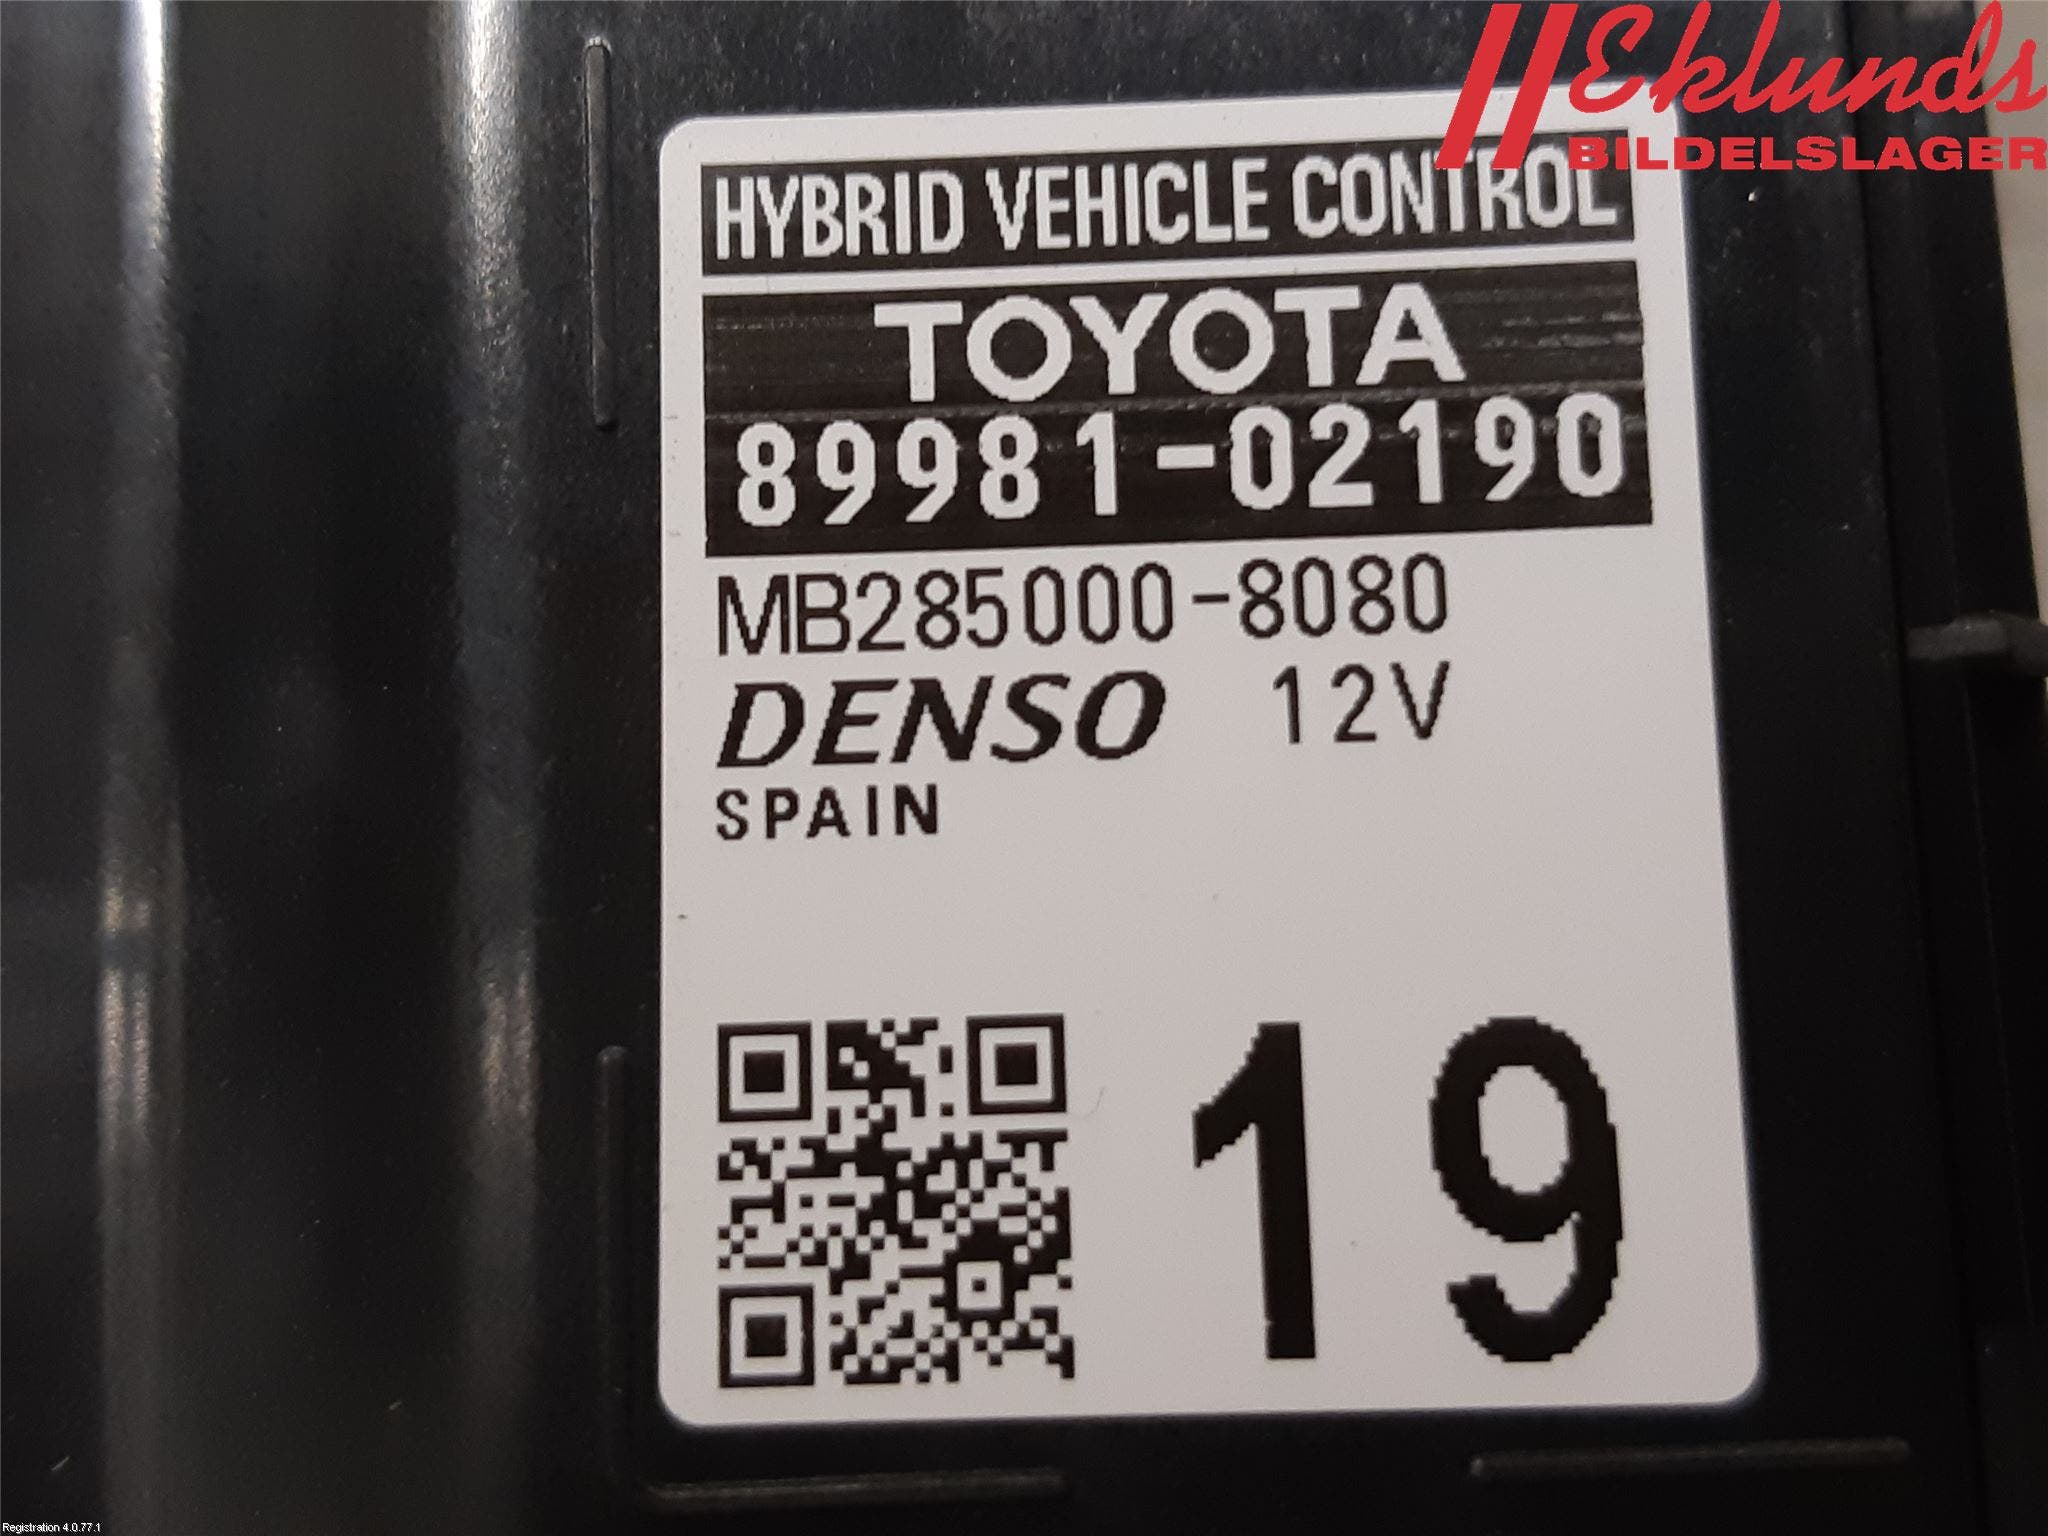 Eklunds
BILDELSLAGER
HYBRID VEHICLE CONTROL
TOYOTA
89981-02190
MB285000-8080
DENSO 12V
SPAIN
19
Registration 4.0.77.1